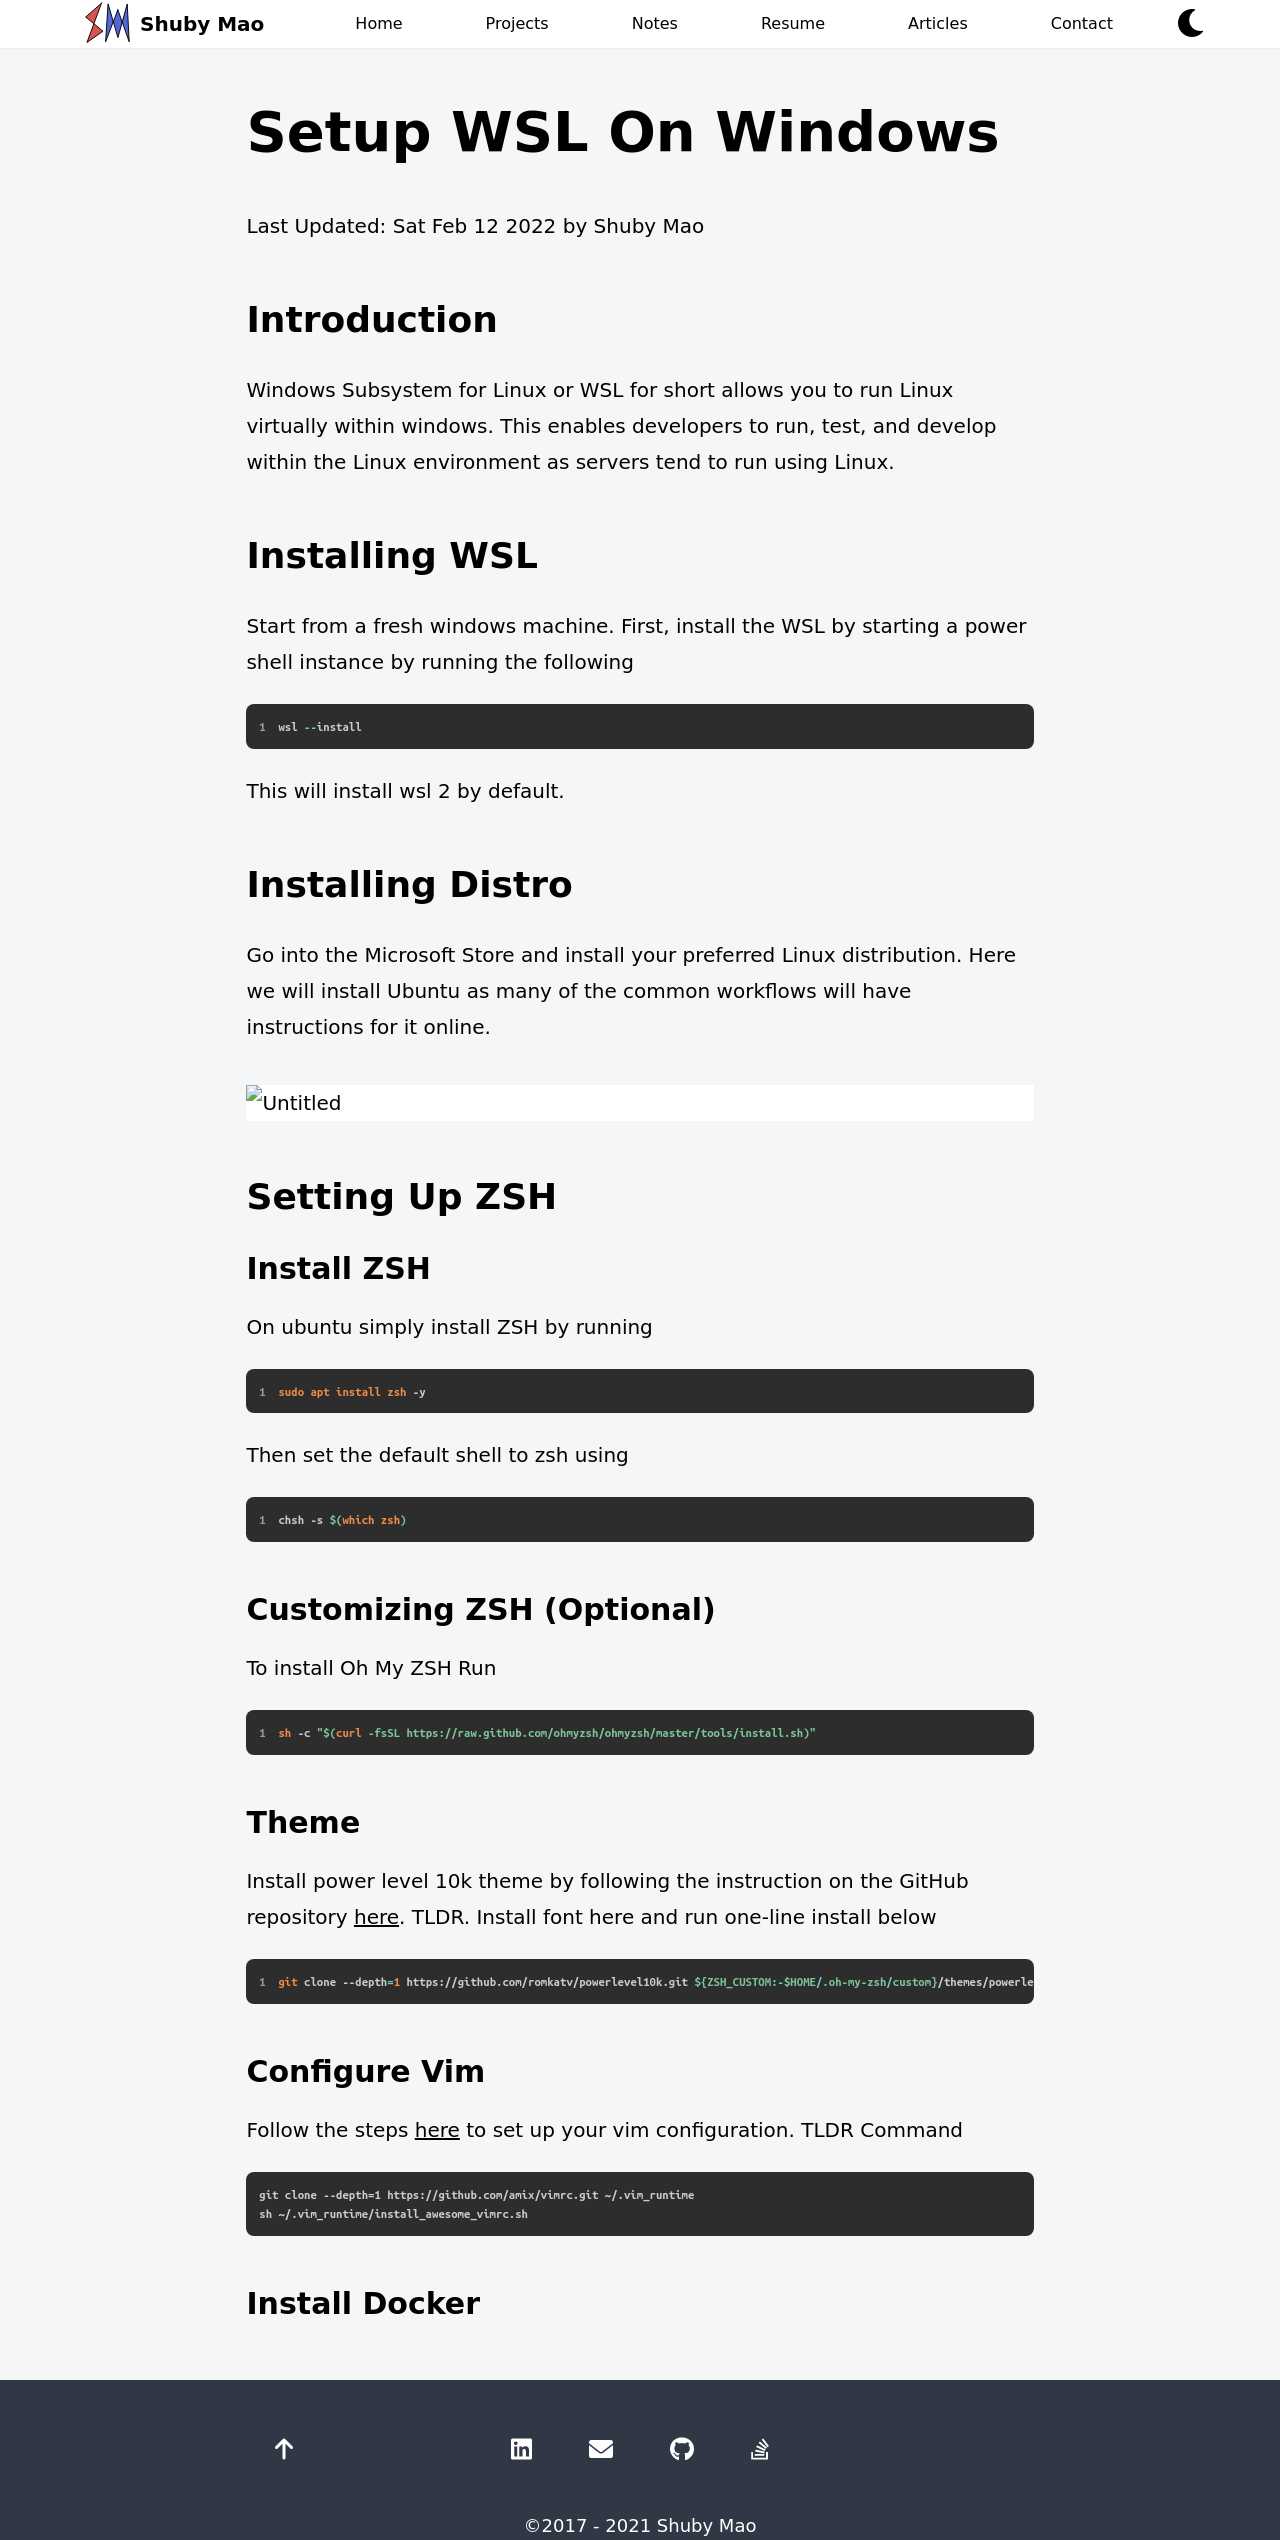 Shuby Mao
Home
Projects
Notes
Resume
Articles
Contact
Setup WSL On Windows
Last Updated: Sat Feb 12 2022 by Shuby Mao
Introduction
Windows Subsystem for Linux or WSL for short allows you to run Linux
virtually within windows. This enables developers to run, test, and develop
within the Linux environment as servers tend to run using Linux.
Installing WSL
Start from a fresh windows machine. First, install the WSL by starting a power
shell instance by running the following
1 wsl --install
This will install wsl 2 by default.
Installing Distro
Go into the Microsoft Store and install your preferred Linux distribution. Here
we will install Ubuntu as many of the common workflows will have
instructions for it online.
Untitled
Setting Up ZSH
Install ZSH
On ubuntu simply install ZSH by running
1 sudo apt install zsh -y
Then set the default shell to zsh using
1 chsh -s $(which zsh)
Customizing ZSH (Optional)
To install Oh My ZSH Run
1 sh -c "$(curl -fsSL https://raw.github.com/ohmyzsh/ohmyzsh/master/tools/install.sh)"
Theme
Install power level 10k theme by following the instruction on the GitHub
repository here. TLDR. Install font here and run one-line install below
1 git clone --depth=1 https://github.com/romkatv/powerlevel10k.git ${ZSH_CUSTOM:-$HOME/.oh-my-zsh/custom}/themes/powerle
Configure Vim
Follow the steps here to set up your vim configuration. TLDR Command
git clone --depth=1 https://github.com/amix/vimrc.git ~/.vim_runtime
sh ~/.vim_runtime/install_awesome_vimrc.sh
Install Docker
©2017 - 2021 Shuby Mao